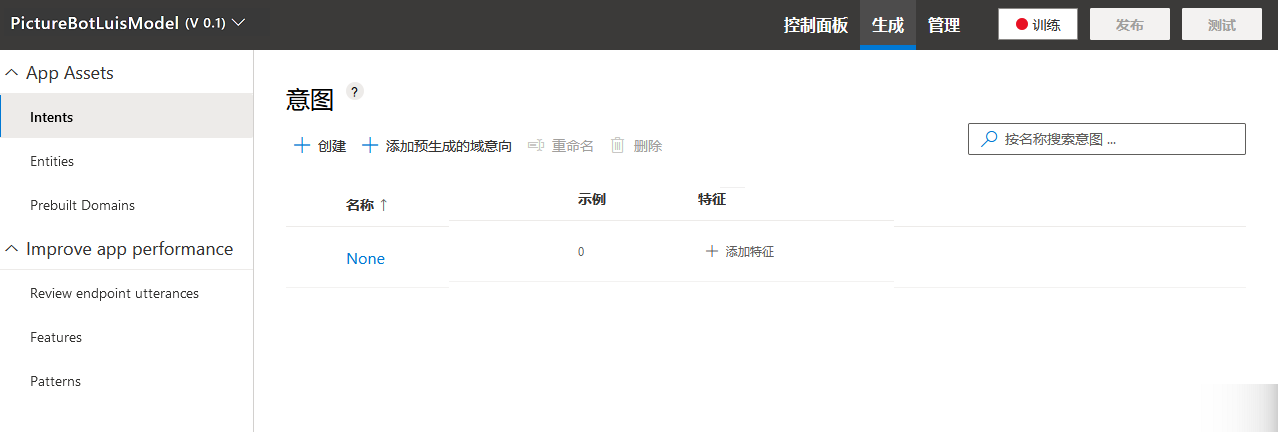 PictureBotLuisModel (V 0.1) 控制面板 生成 管理 训练 发布 测试
App Assets
Intents
Entities
Prebuilt Domains
Improve app performance
Review endpoint utterances
Features
Patterns
意图 ?
创建 添加预生成的域意向 重命名 删除 按名称搜索意图 ...
名称 ↑ 示例 特征
None 0 添加特征